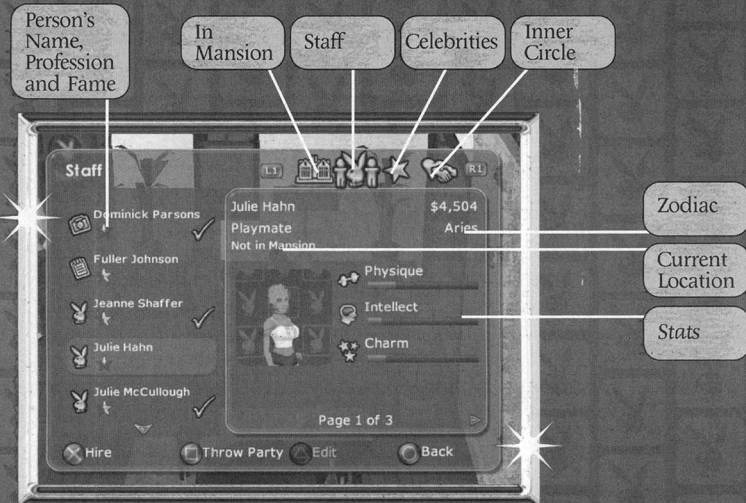 Person's
Name,
Profession
and Fame
In
Mansion
Staff
Celebrities
Inner
Circle
Staff
L1
R1
Dominick Parsons
Fuller Johnson
Jeanne Shaffer
Julie Hahn
Julie McCullough
Julie Hahn $4,504
Playmate Aries
Not in Mansion
Physique
Intellect
Charm
Page 1 of 3
Hire Throw Party Edit Back
Zodiac
Current
Location
Stats